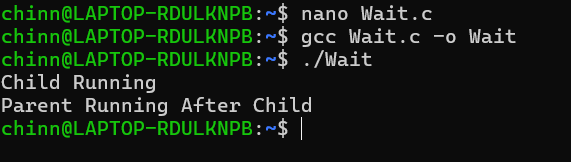 chinn@LAPTOP-RDULKNPB:~$ nano Wait.c
chinn@LAPTOP-RDULKNPB:~$ gcc Wait.c -o Wait
chinn@LAPTOP-RDULKNPB:~$ ./Wait
Child Running
Parent Running After Child
chinn@LAPTOP-RDULKNPB:~$